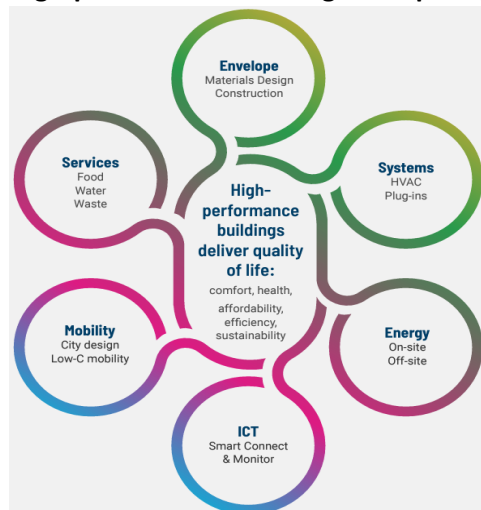 Envelope
Materials Design
Construction
Services
Food
Water
Waste
Systems
HVAC
Plug-ins
High-
performance
buildings
deliver quality
of life:
comfort, health,
affordability,
efficiency,
sustainability
Mobility
City design
Low-C mobility
Energy
On-site
Off-site
ICT
Smart Connect
& Monitor